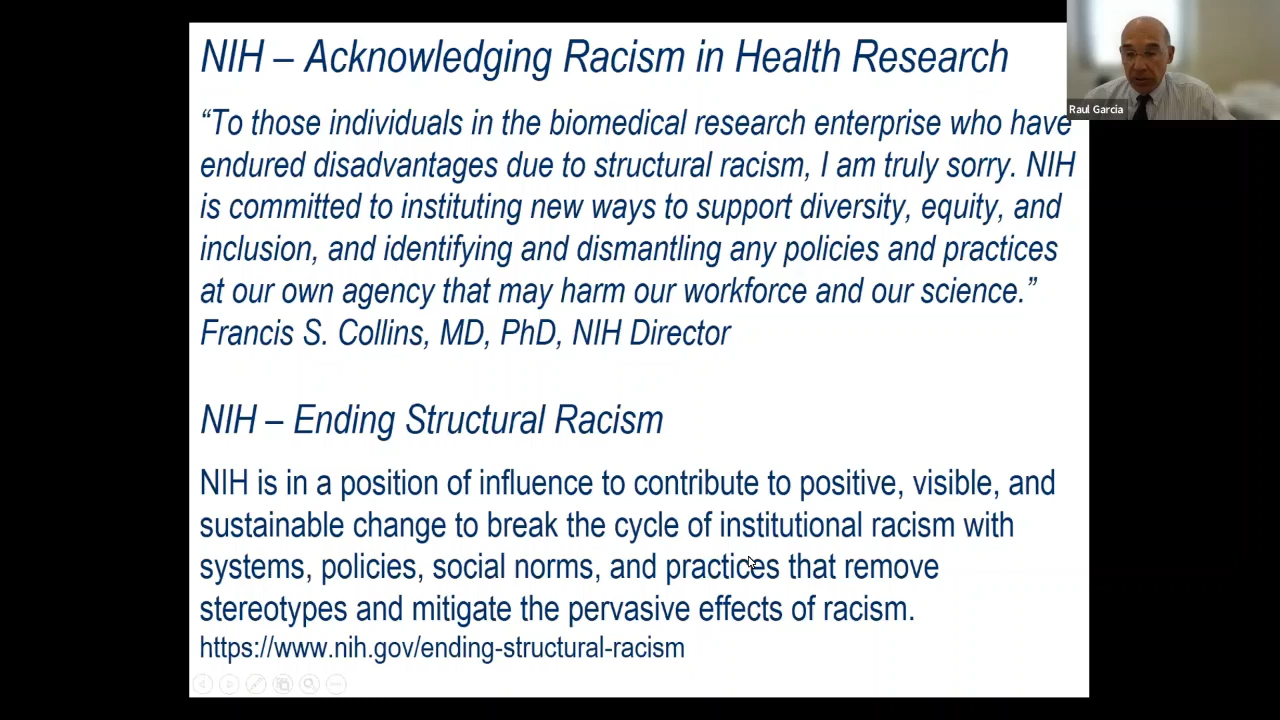 NIH – Acknowledging Racism in Health Research
“To those individuals in the biomedical research enterprise who have
endured disadvantages due to structural racism, I am truly sorry. NIH
is committed to instituting new ways to support diversity, equity, and
inclusion, and identifying and dismantling any policies and practices
at our own agency that may harm our workforce and our science.”
Francis S. Collins, MD, PhD, NIH Director
NIH – Ending Structural Racism
NIH is in a position of influence to contribute to positive, visible, and
sustainable change to break the cycle of institutional racism with
systems, policies, social norms, and practices that remove
stereotypes and mitigate the pervasive effects of racism.
https://www.nih.gov/ending-structural-racism
Raul Garcia